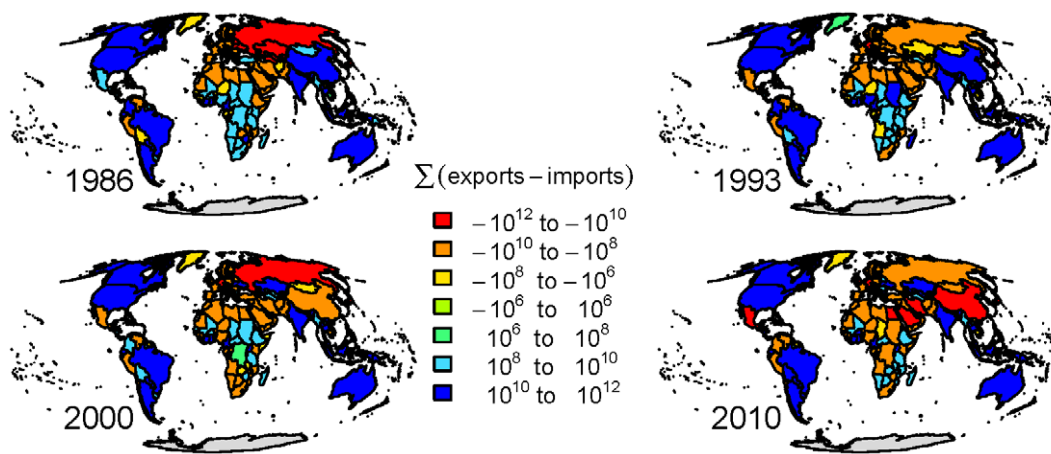 1986
1993
∑(exports − imports)
−10¹² to −10¹⁰
−10¹⁰ to −10⁸
−10⁸ to −10⁶
−10⁶ to 10⁶
10⁶ to 10⁸
10⁸ to 10¹⁰
10¹⁰ to 10¹²
2000
2010